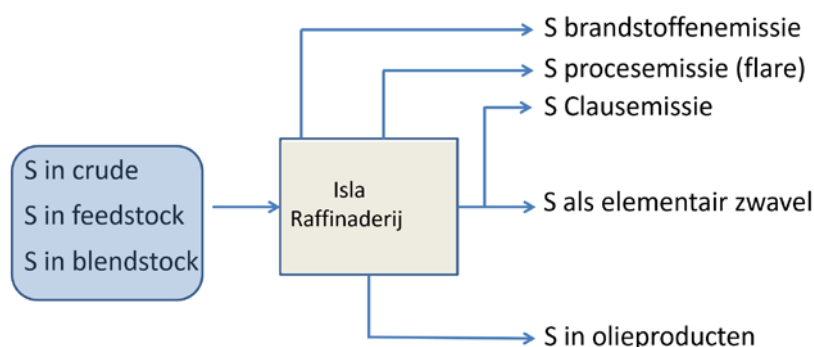 S brandstoffenemissie
S procesemissie (flare)
S Clausemissie
S in crude
S in feedstock
S in blendstock
Isla
Raffinaderij
S als elementair zwavel
S in olieproducten